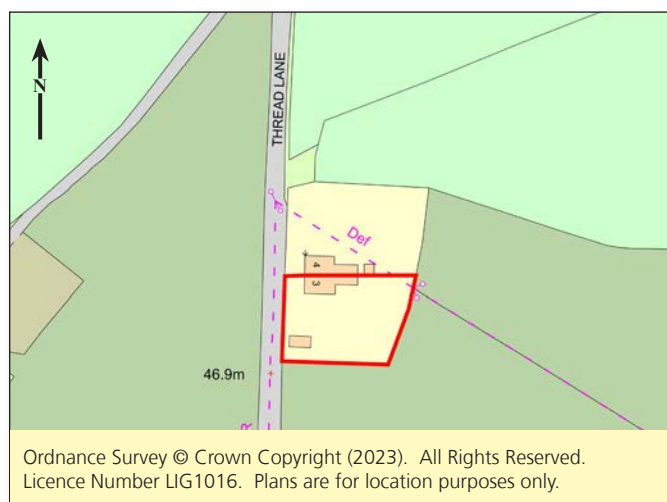 N
THREAD LANE
Def
4
3
46.9m
R
Ordnance Survey © Crown Copyright (2023). All Rights Reserved.
Licence Number LIG1016. Plans are for location purposes only.